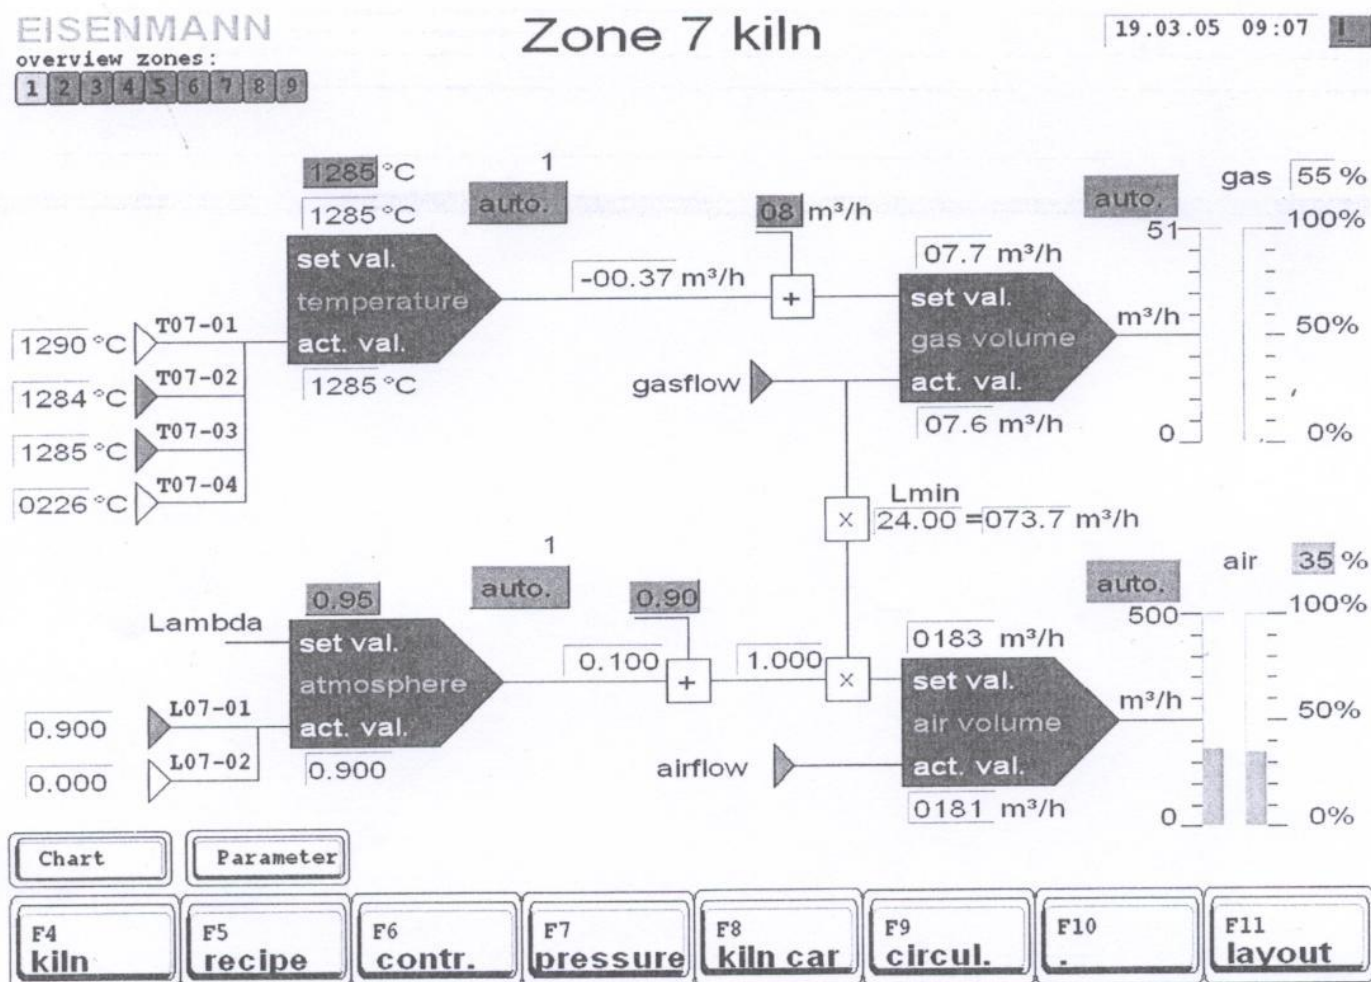 EISENMANN
Zone 7 kiln
19.03.05 09:07
overview zones:
1 2 3 4 5 6 7 8 9
1285 °C
1
auto.
1285 °C
set val.
temperature
act. val.
1285 °C
1290 °C T07-01
1284 °C T07-02
1285 °C T07-03
0226 °C T07-04
-00.37 m³/h
08 m³/h
+
07.7 m³/h
set val.
gas volume
act. val.
07.6 m³/h
gasflow
auto.
gas 55 %
51
100%
m³/h
50%
0
0%
Lmin
x 24.00 = 073.7 m³/h
1
auto.
0.95
Lambda
set val.
atmosphere
act. val.
0.900
0.900 L07-01
0.000 L07-02
0.100
0.90
+
1.000
x
0183 m³/h
set val.
air volume
act. val.
0181 m³/h
airflow
auto.
air 35 %
500
100%
m³/h
50%
0
0%
Chart
Parameter
F4 kiln
F5 recipe
F6 contr.
F7 pressure
F8 kiln car
F9 circul.
F10 .
F11 layout